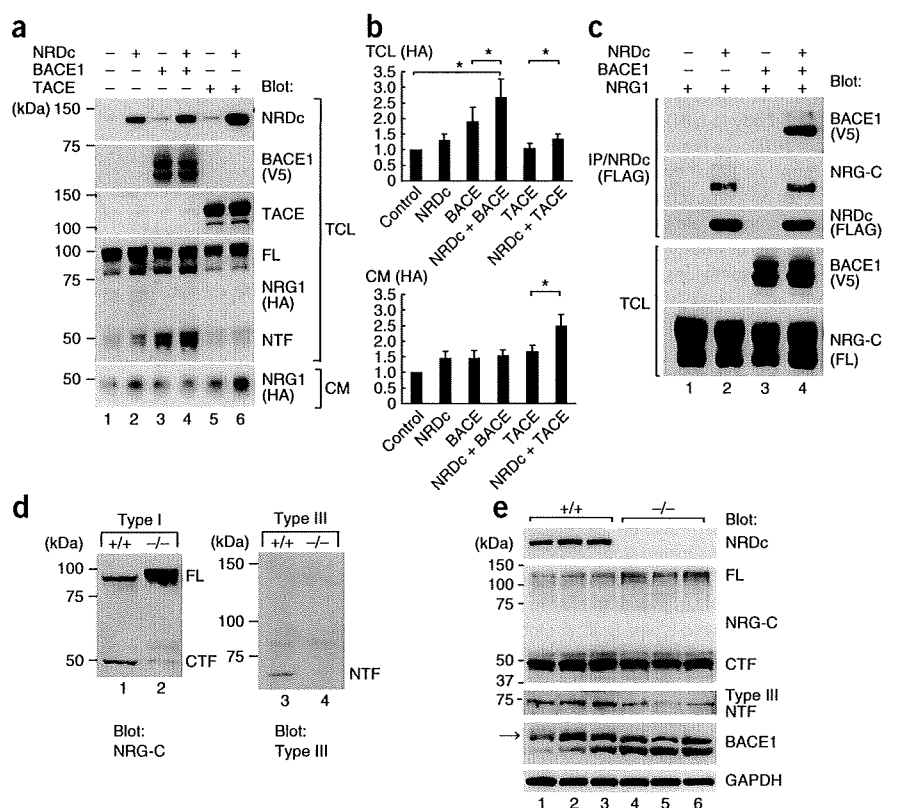 a
NRDc – + – + – +
BACE1 – – + + – –
TACE – – – – + +
Blot:
(kDa)
150
NRDc
75
BACE1
(V5)
150
TACE
100
100
FL
75
NRG1
(HA)
50
NTF
TCL
50
NRG1
(HA)
CM
1 2 3 4 5 6
b
TCL (HA)
* * *
3.5
3.0
2.5
2.0
1.5
1.0
0.5
0
Control
NRDc
BACE
NRDc + BACE
TACE
NRDc + TACE
CM (HA)
*
3.5
3.0
2.5
2.0
1.5
1.0
0.5
0
Control
NRDc
BACE
NRDc + BACE
TACE
NRDc + TACE
c
NRDc – + – +
BACE1 – – + +
NRG1 + + + +
Blot:
BACE1
(V5)
IP/NRDc
(FLAG)
NRG-C
NRDc
(FLAG)
BACE1
(V5)
TCL
NRG-C
(FL)
1 2 3 4
d
Type I
+/+ –/–
(kDa)
100
FL
75
50
CTF
1 2
Blot:
NRG-C
Type III
+/+ –/–
(kDa)
150
100
75
NTF
3 4
Blot:
Type III
e
+/+ –/–
Blot:
(kDa)
NRDc
150
FL
100
75
NRG-C
50
CTF
37
75
Type III
NTF
→
BACE1
GAPDH
1 2 3 4 5 6